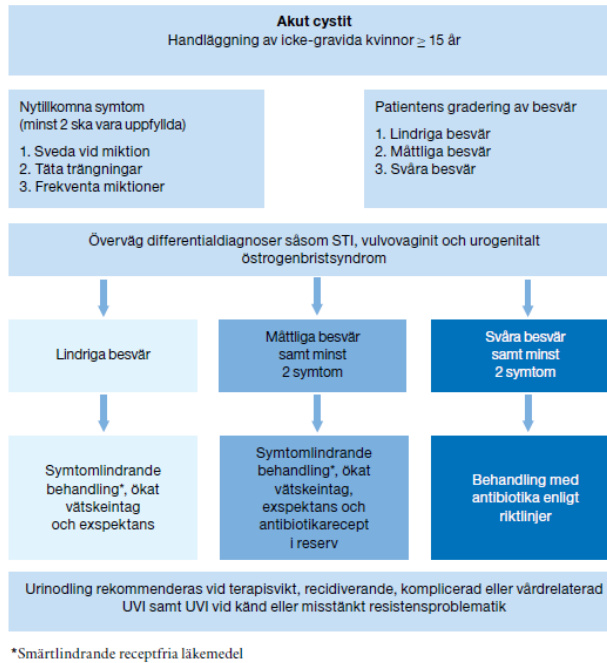 Akut cystit
Handläggning av icke-gravida kvinnor ≥ 15 år
Nytillkomna symtom
(minst 2 ska vara uppfyllda)
1. Sveda vid miktion
2. Täta trängningar
3. Frekventa miktioner
Patientens gradering av besvär
1. Lindriga besvär
2. Måttliga besvär
3. Svåra besvär
Överväg differentialdiagnoser såsom STI, vulvovaginit och urogenitalt
östrogenbristsyndrom
Lindriga besvär
Måttliga besvär
samt minst
2 symtom
Svåra besvär
samt minst
2 symtom
Symtomlindrande
behandling*, ökat
vätskeintag
och exspektans
Symtomlindrande
behandling*, ökat
vätskeintag,
exspektans och
antibiotikarecept
i reserv
Behandling med
antibiotika enligt
riktlinjer
Urinodling rekommenderas vid terapisvikt, recidiverande, komplicerad eller vårdrelaterad
UVI samt UVI vid känd eller misstänkt resistensproblematik
*Smärtlindrande receptfria läkemedel